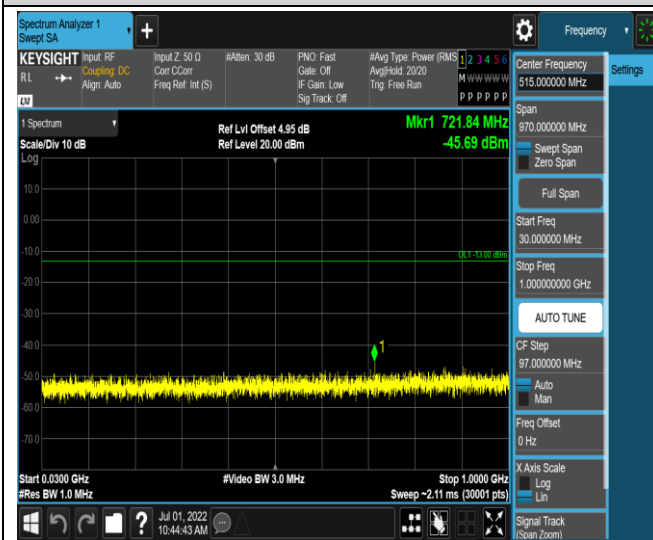 Spectrum Analyzer 1
Swept SA
+
Frequency
KEYSIGHT
RL
LXI
Input: RF
Coupling: DC
Align: Auto
Input Z: 50 Ω
Corr CCorr
Freq Ref: Int (S)
#Atten: 30 dB
PNO: Fast
Gate: Off
IF Gain: Low
Sig Track: Off
#Avg Type: Power (RMS
Avg|Hold: 20/20
Trig: Free Run
1 2 3 4 5 6
M W W W W W
P P P P P P
1 Spectrum
Scale/Div 10 dB
Log
Ref Lvl Offset 4.95 dB
Ref Level 20.00 dBm
Mkr1 721.84 MHz
-45.69 dBm
10.0
0.00
-10.0
DL1 -13.00 dBm
-20.0
-30.0
-40.0
1
-50.0
-60.0
-70.0
Start 0.0300 GHz
#Res BW 1.0 MHz
#Video BW 3.0 MHz
Stop 1.0000 GHz
Sweep ~2.11 ms (30001 pts)
?
Jul 01, 2022
10:44:43 AM
Center Frequency
515.000000 MHz
Settings
Span
970.000000 MHz
Swept Span
Zero Span
Full Span
Start Freq
30.000000 MHz
Stop Freq
1.000000000 GHz
AUTO TUNE
CF Step
97.000000 MHz
Auto
Man
Freq Offset
0 Hz
X Axis Scale
Log
Lin
Signal Track
(Span Zoom)